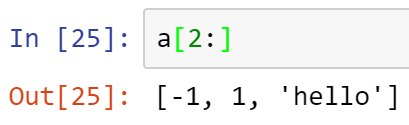 In [25]: a[2:]
Out[25]: [-1, 1, 'hello']